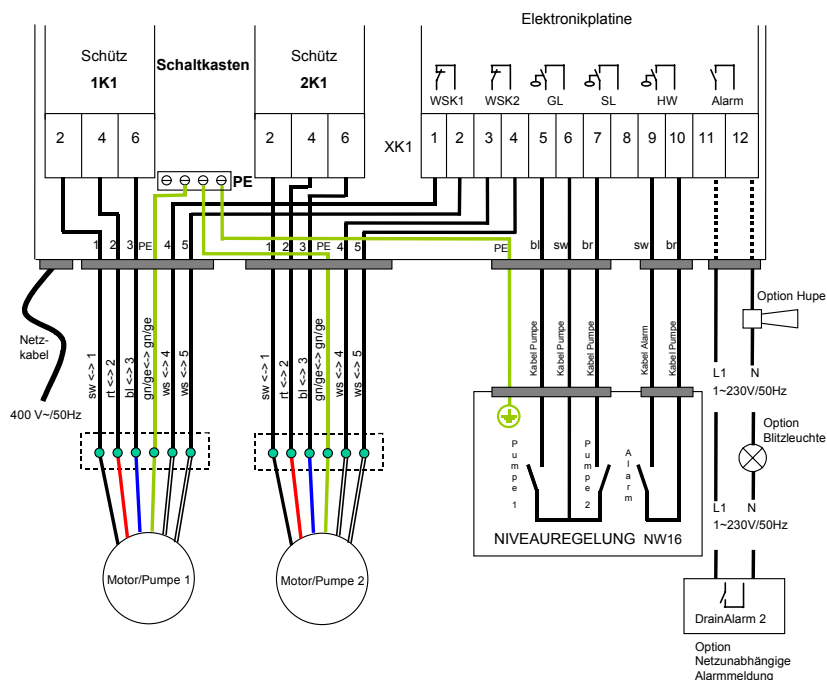 Elektronikplatine
Schütz
1K1
Schaltkasten
Schütz
2K1
WSK1 WSK2 GL SL HW Alarm
2 4 6
2 4 6
XK1
1 2 3 4 5 6 7 8 9 10 11 12
PE
1 2 3 PE 4 5
1 2 3 PE 4 5
PE bl sw br
sw br
Netz-
kabel
400 V~/50Hz
sw <-> 1
rt <-> 2
bl <-> 3
gn/ge<-> gn/ge
ws <-> 4
ws <-> 5
sw <-> 1
rt <-> 2
bl <-> 3
gn/ge<-> gn/ge
ws <-> 4
ws <-> 5
Kabel Pumpe
Kabel Pumpe
Kabel Pumpe
Kabel Alarm
Kabel Pumpe
Option Hupe
L1 N
1~230V/50Hz
Option
Blitzleuchte
Pumpe 1
Pumpe 2
Alarm
NIVEAUREGELUNG NW16
L1 N
1~230V/50Hz
Motor/Pumpe 1
Motor/Pumpe 2
DrainAlarm 2
Option
Netzunabhängige
Alarmmeldung